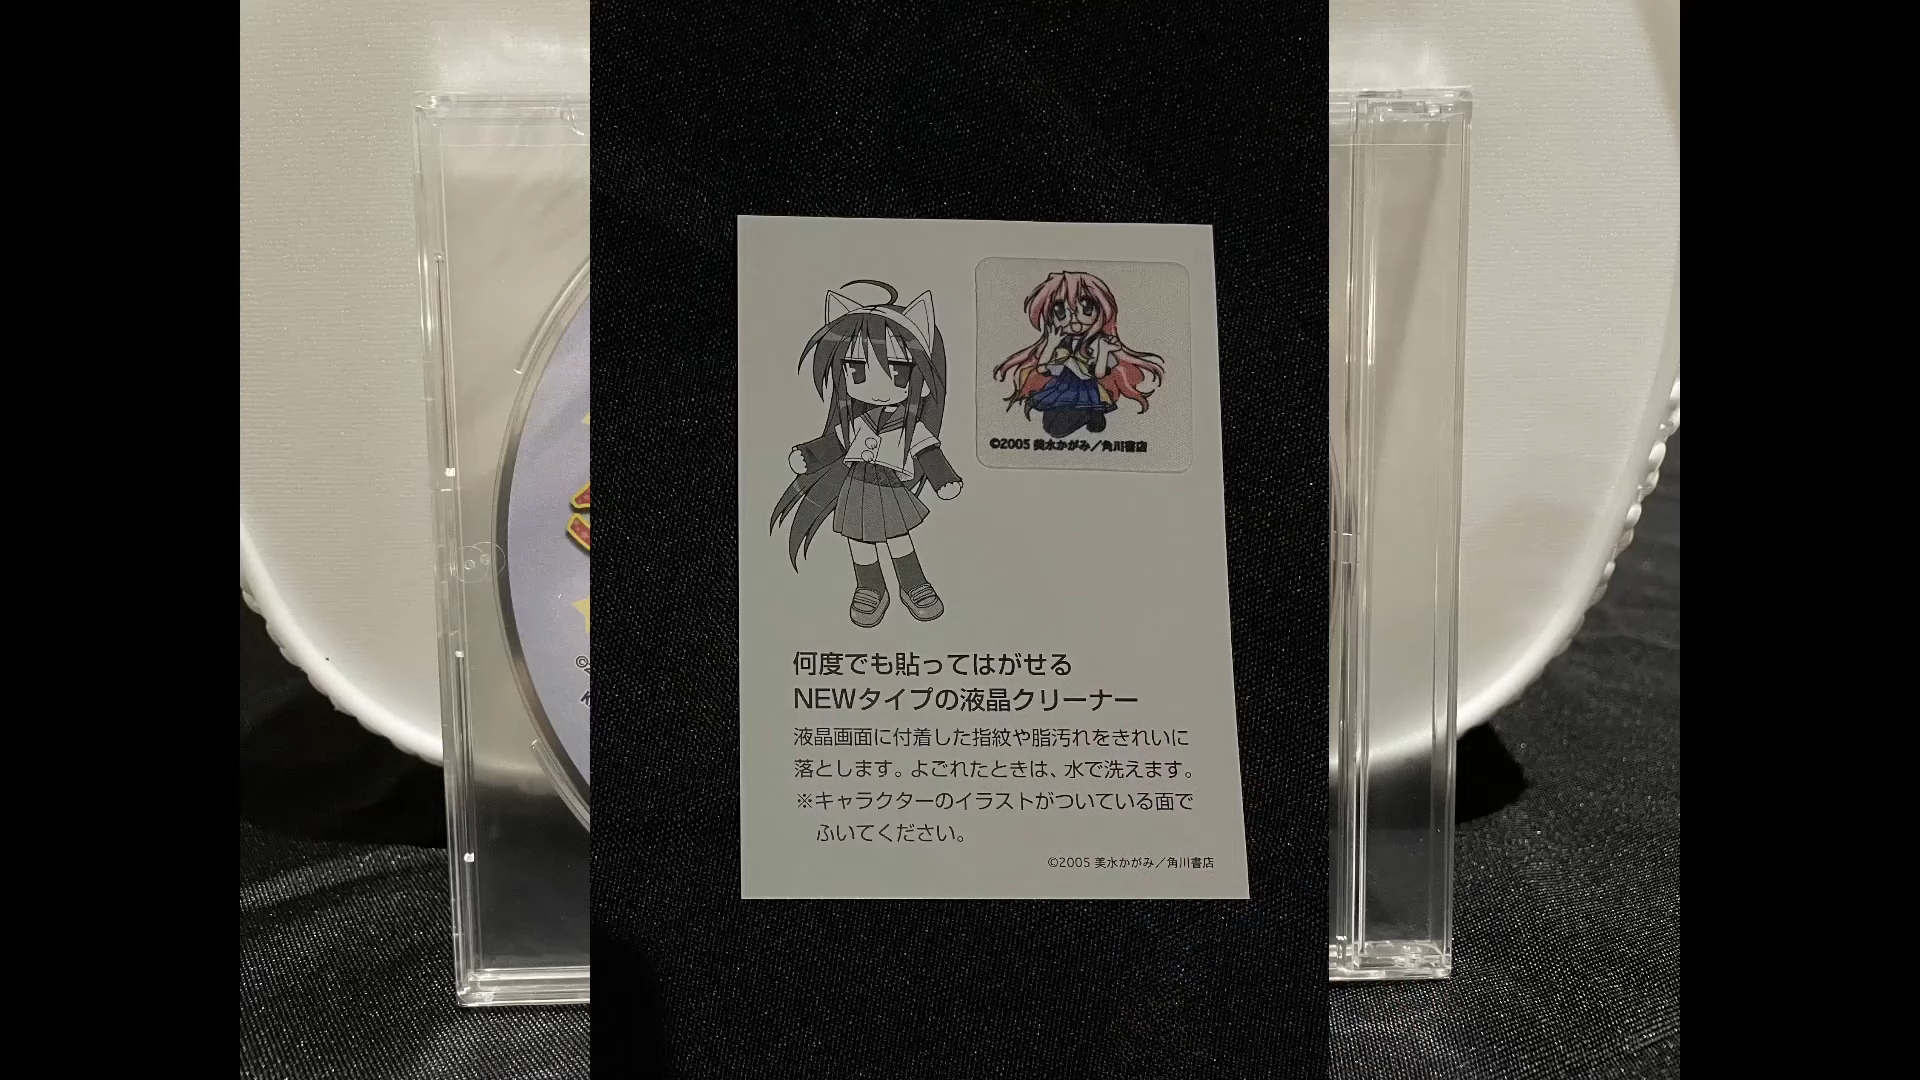 ©2005 美水かがみ／角川書店
何度でも貼ってはがせる
NEWタイプの液晶クリーナー
液晶画面に付着した指紋や脂汚れをきれいに
落とします。よごれたときは、水で洗えます。
※キャラクターのイラストがついている面で
ふいてください。
©2005 美水かがみ／角川書店